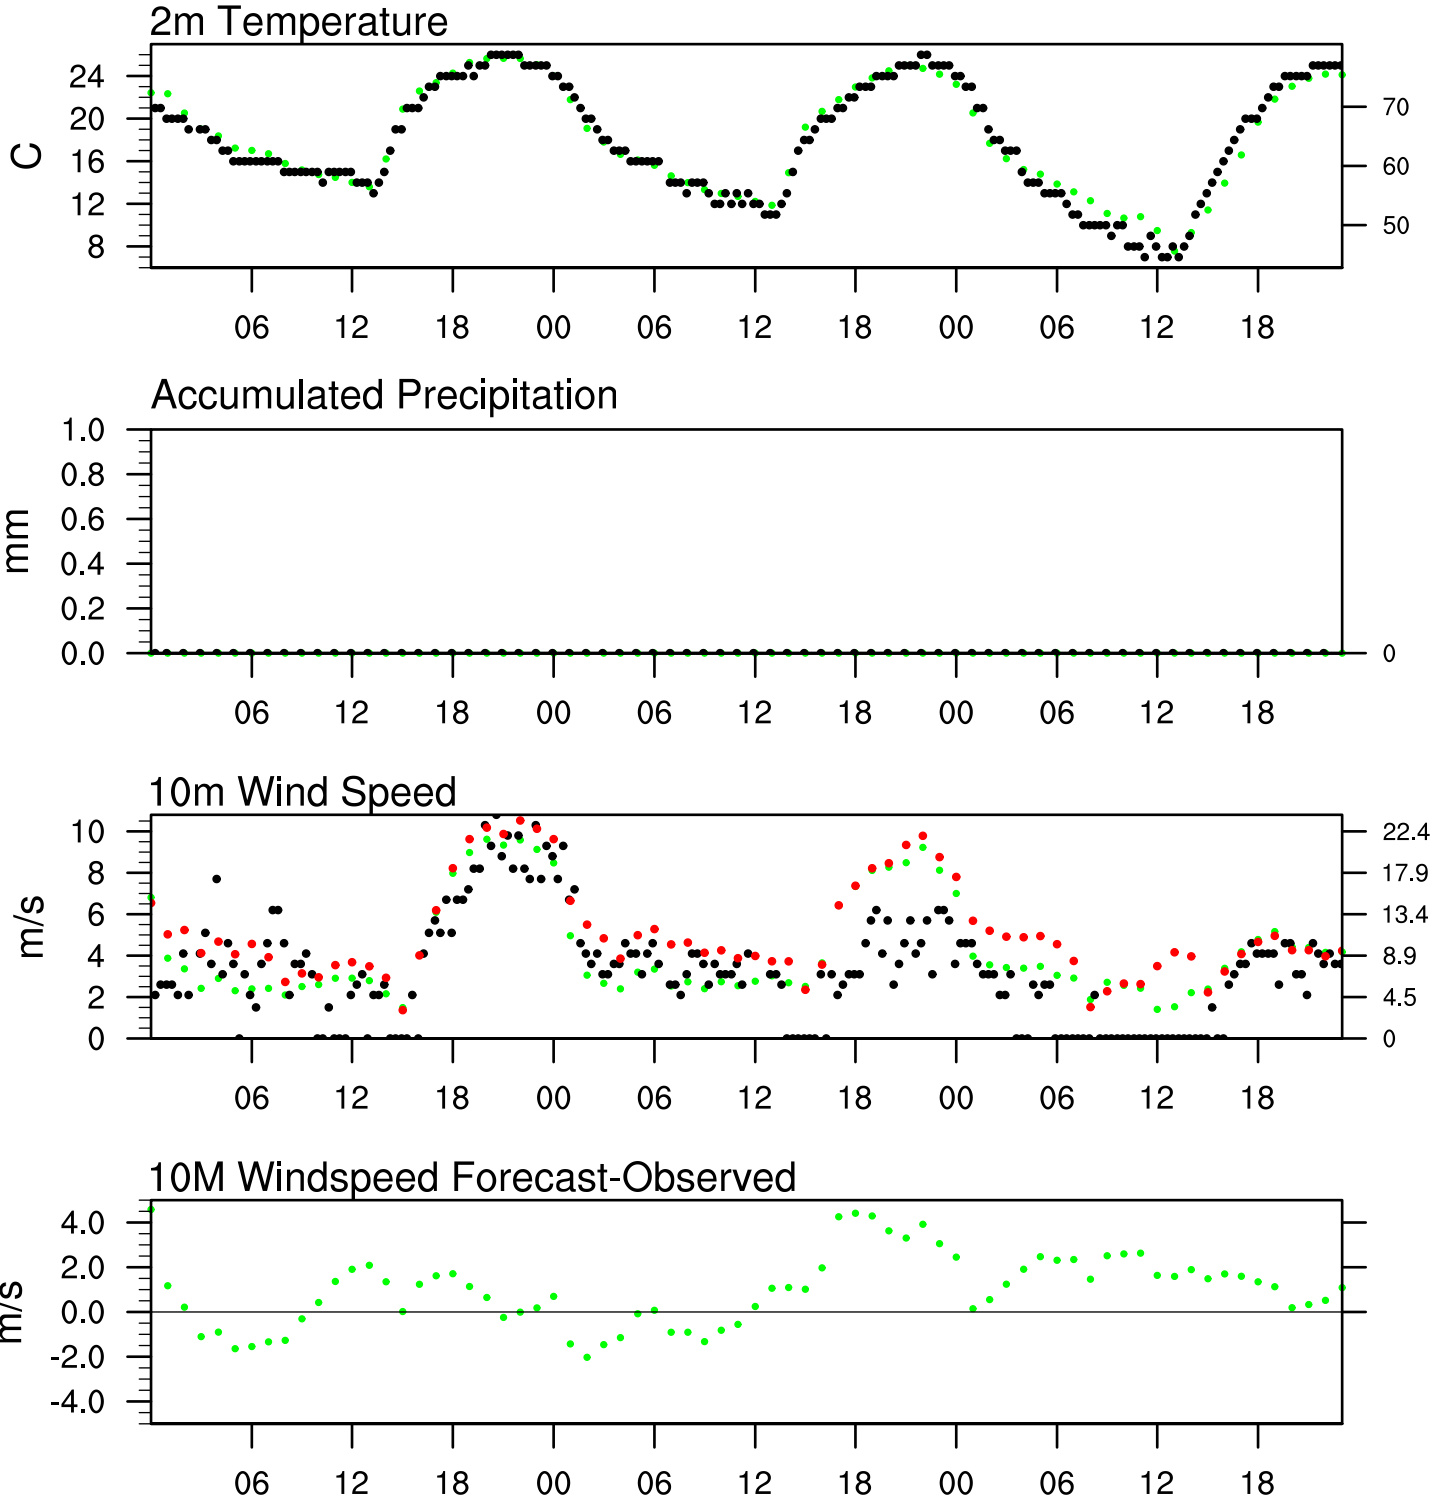 2m Temperature
24
20
16
12
8
C
70
60
50
06 12 18 00 06 12 18 00 06 12 18
Accumulated Precipitation
1.0
0.8
0.6
0.4
0.2
0.0
mm
0
06 12 18 00 06 12 18 00 06 12 18
10m Wind Speed
10
8
6
4
2
0
m/s
22.4
17.9
13.4
8.9
4.5
0
06 12 18 00 06 12 18 00 06 12 18
10M Windspeed Forecast-Observed
4.0
2.0
0.0
-2.0
-4.0
m/s
06 12 18 00 06 12 18 00 06 12 18